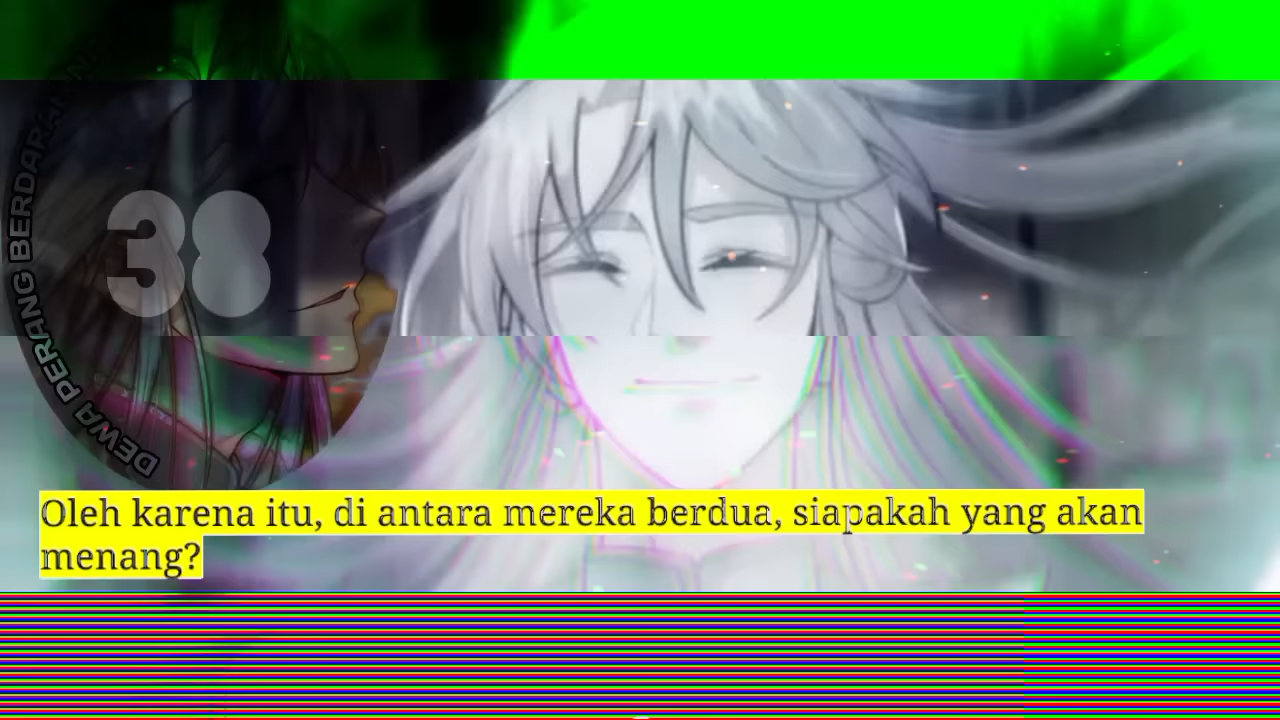 DEWA PERANG BERDARAH
38
Oleh karena itu, di antara mereka berdua, siapakah yang akan
menang?